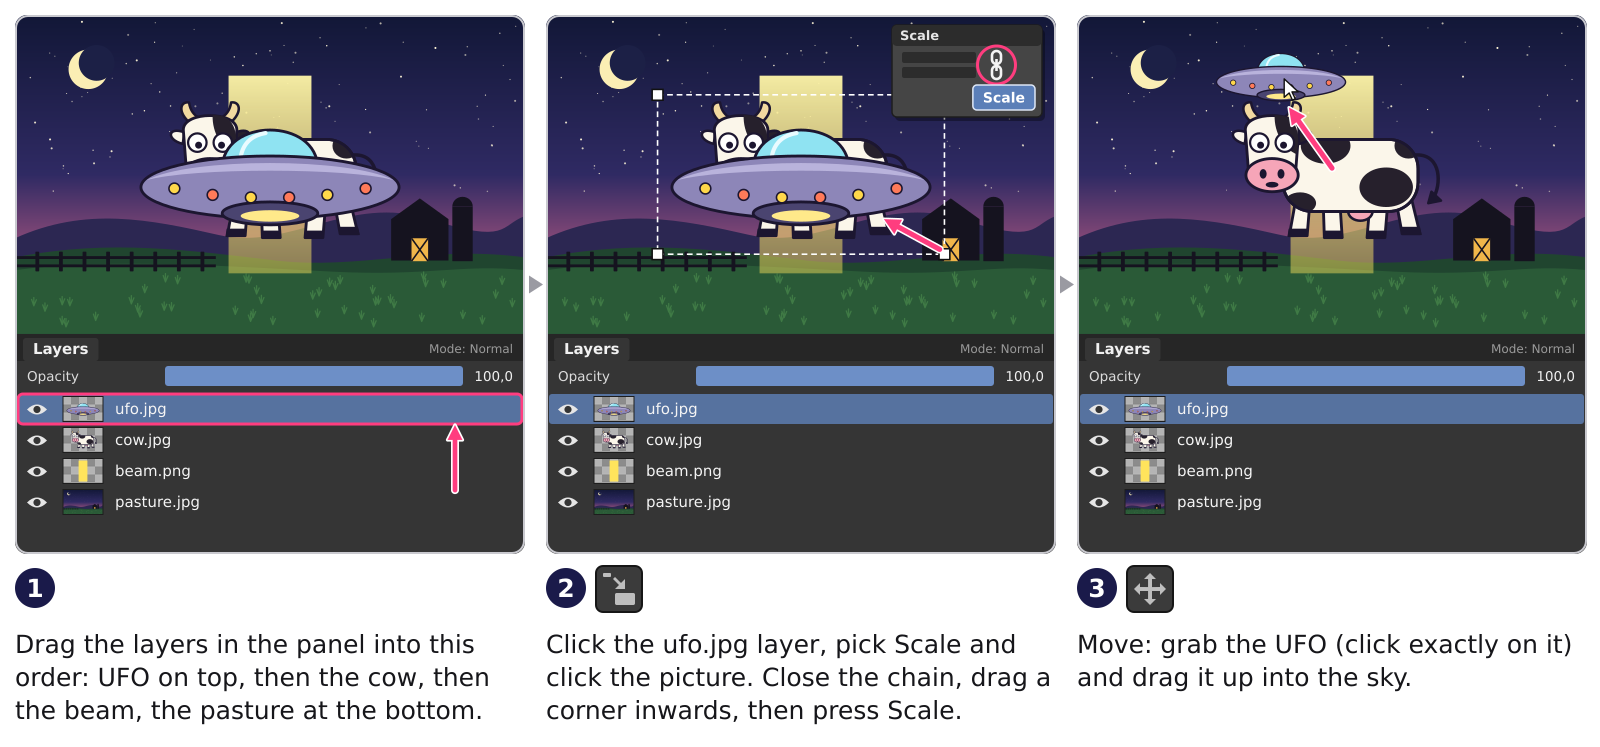 Layers
Mode: Normal
Opacity
100,0
ufo.jpg
cow.jpg
beam.png
pasture.jpg
1
Drag the layers in the panel into this
order: UFO on top, then the cow, then
the beam, the pasture at the bottom.
Scale
Scale
Layers
Mode: Normal
Opacity
100,0
ufo.jpg
cow.jpg
beam.png
pasture.jpg
2
Click the ufo.jpg layer, pick Scale and
click the picture. Close the chain, drag a
corner inwards, then press Scale.
Layers
Mode: Normal
Opacity
100,0
ufo.jpg
cow.jpg
beam.png
pasture.jpg
3
Move: grab the UFO (click exactly on it)
and drag it up into the sky.